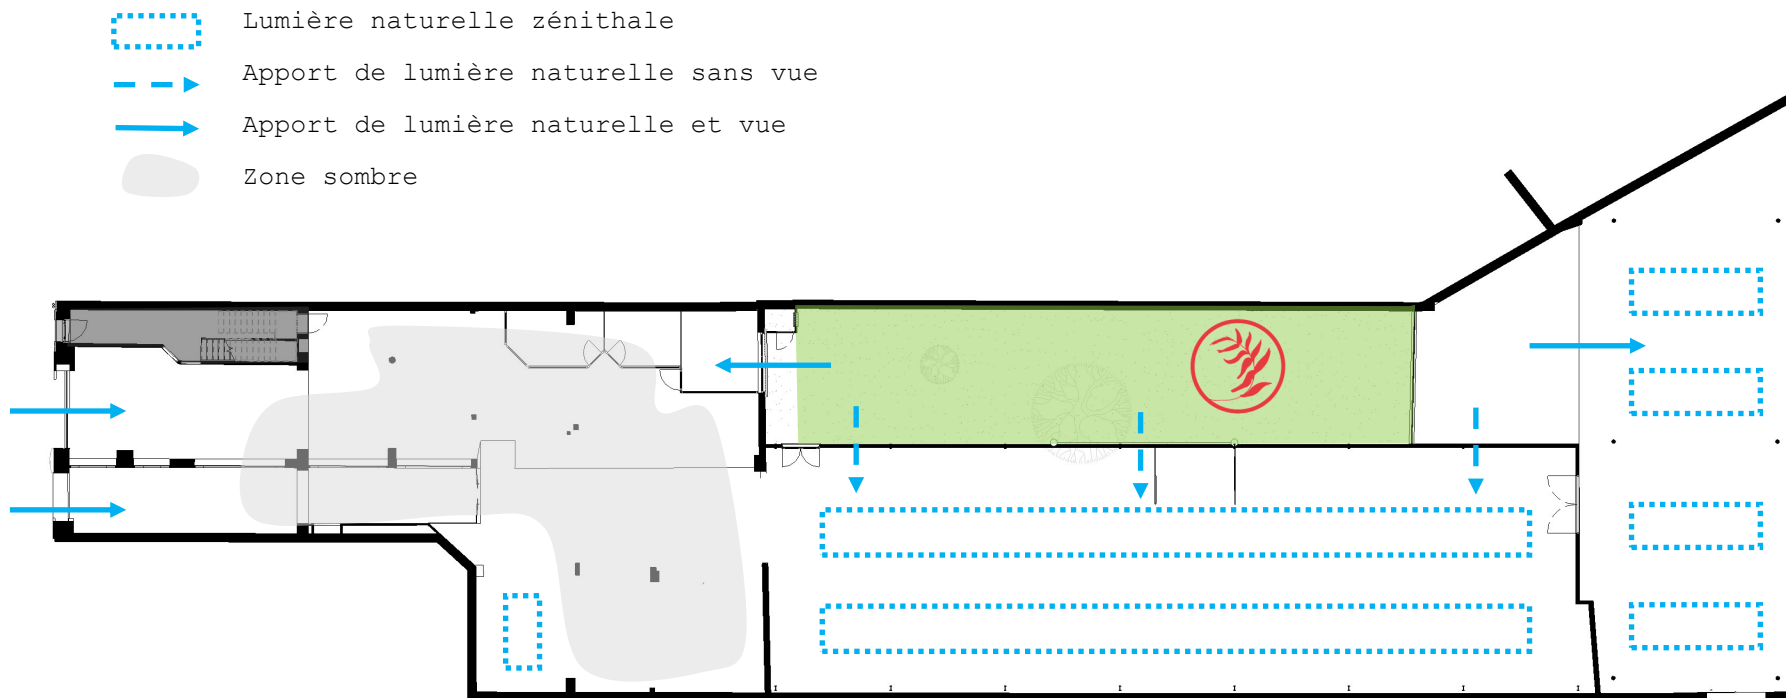 Lumière naturelle zénithale
Apport de lumière naturelle sans vue
Apport de lumière naturelle et vue
Zone sombre